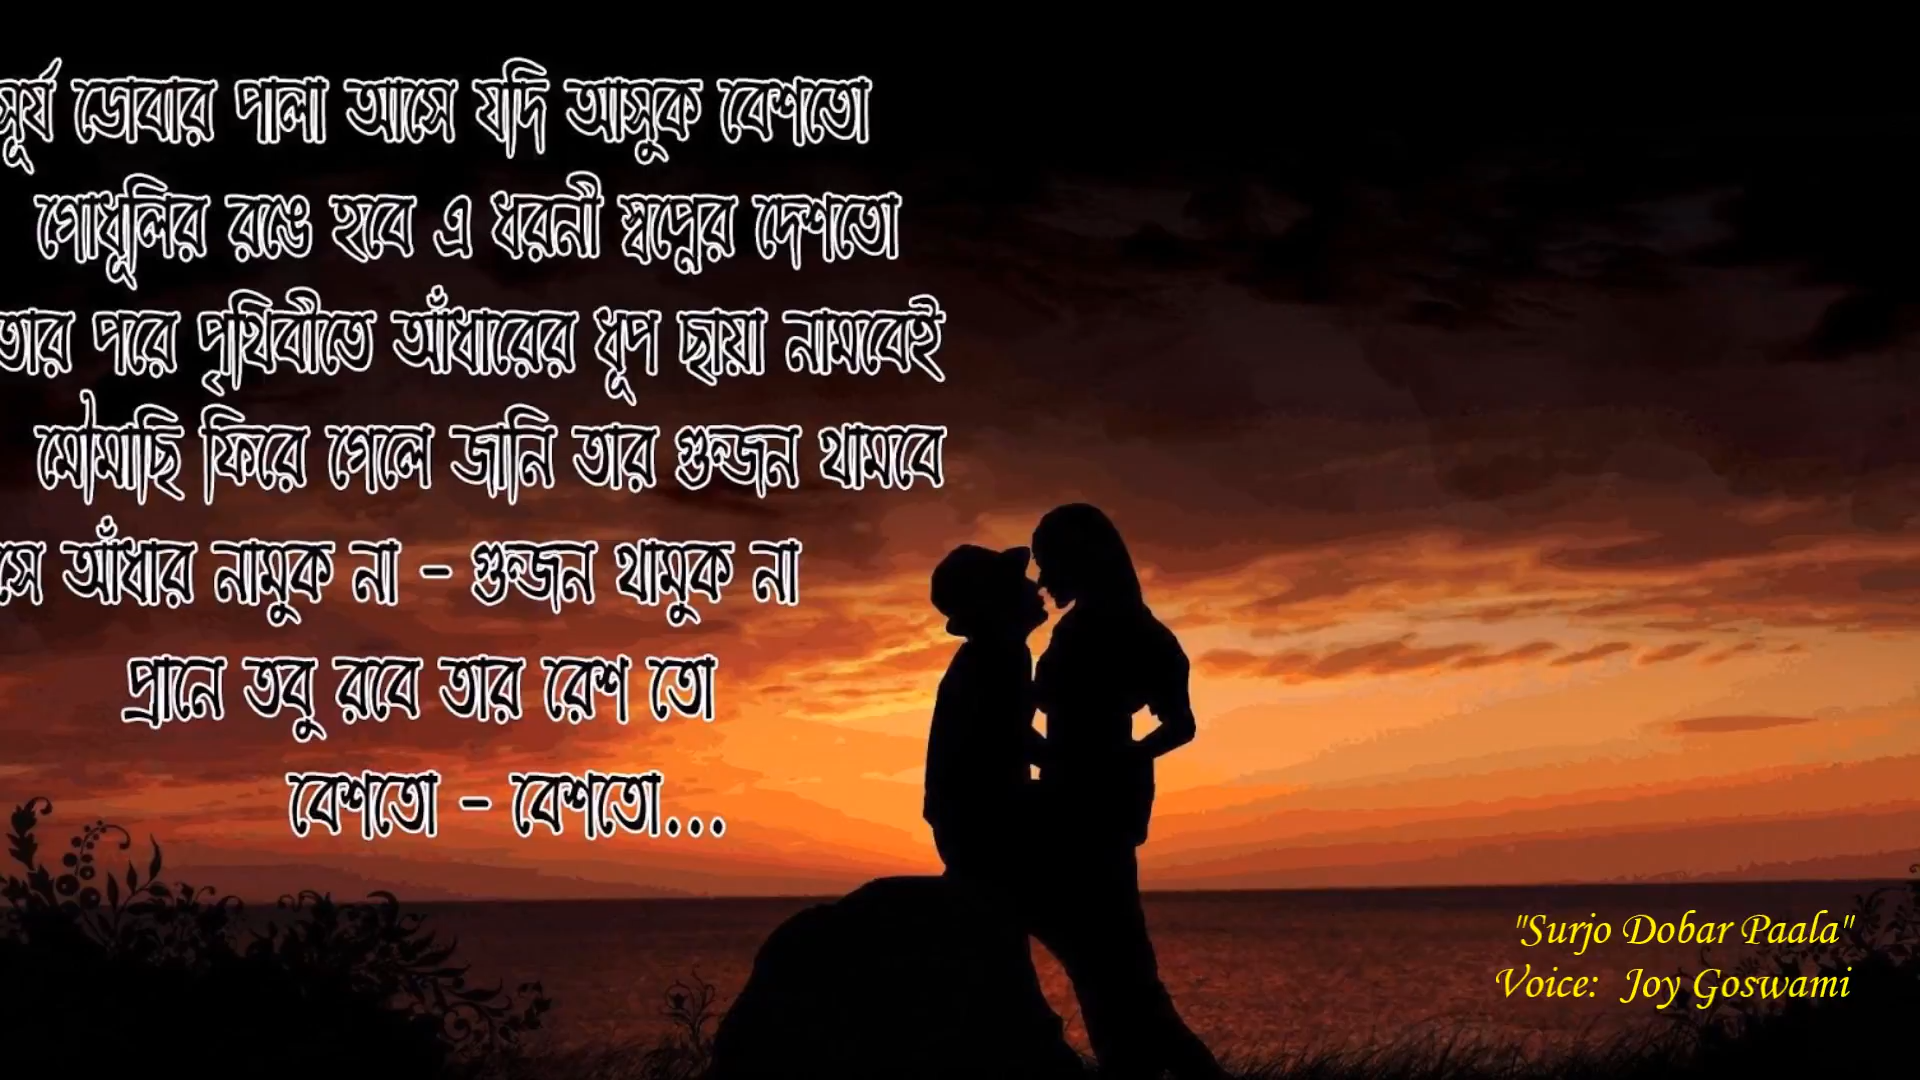 সূর্য ডোবার পালা আসে যদি আসুক বেশতো
গোধূলির রঙে হবে এ ধরনী স্বপ্নের দেশতো
তার পরে পৃথিবীতে আঁধারের ধূপ ছায়া নামবেই
মৌমাছি ফিরে গেলে জানি তার গুন্জন থামবে
সে আঁধার নামুক না - গুন্জন থামুক না
প্রানে তবু রবে তার রেশ তো
বেশতো - বেশতো...
"Surjo Dobar Paala"
Voice: Joy Goswami